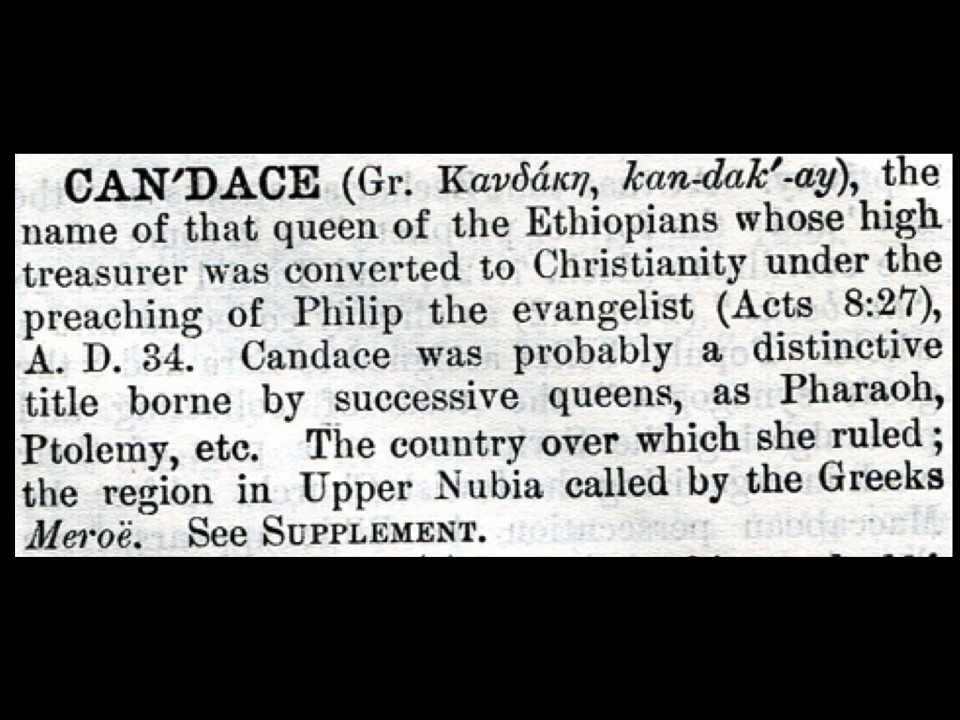 CAN′DACE (Gr. Κανδάκη, kan-dak′-ay), the
name of that queen of the Ethiopians whose high
treasurer was converted to Christianity under the
preaching of Philip the evangelist (Acts 8:27),
A. D. 34. Candace was probably a distinctive
title borne by successive queens, as Pharaoh,
Ptolemy, etc. The country over which she ruled ;
the region in Upper Nubia called by the Greeks
Meroë. See SUPPLEMENT.